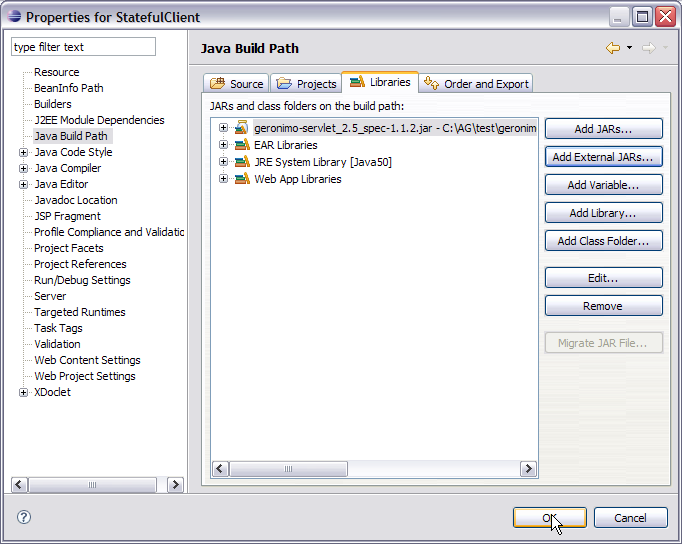 Properties for StatefulClient
type filter text
Resource
BeanInfo Path
Builders
J2EE Module Dependencies
Java Build Path
Java Code Style
Java Compiler
Java Editor
Javadoc Location
JSP Fragment
Profile Compliance and Validatic
Project Facets
Project References
Run/Debug Settings
Server
Targeted Runtimes
Task Tags
Validation
Web Content Settings
Web Project Settings
XDoclet
Java Build Path
Source Projects Libraries Order and Export
JARs and class folders on the build path:
geronimo-servlet_2.5_spec-1.1.2.jar - C:\AG\test\geronim
EAR Libraries
JRE System Library [Java50]
Web App Libraries
Add JARs...
Add External JARs...
Add Variable...
Add Library...
Add Class Folder...
Edit...
Remove
Migrate JAR File...
OK Cancel